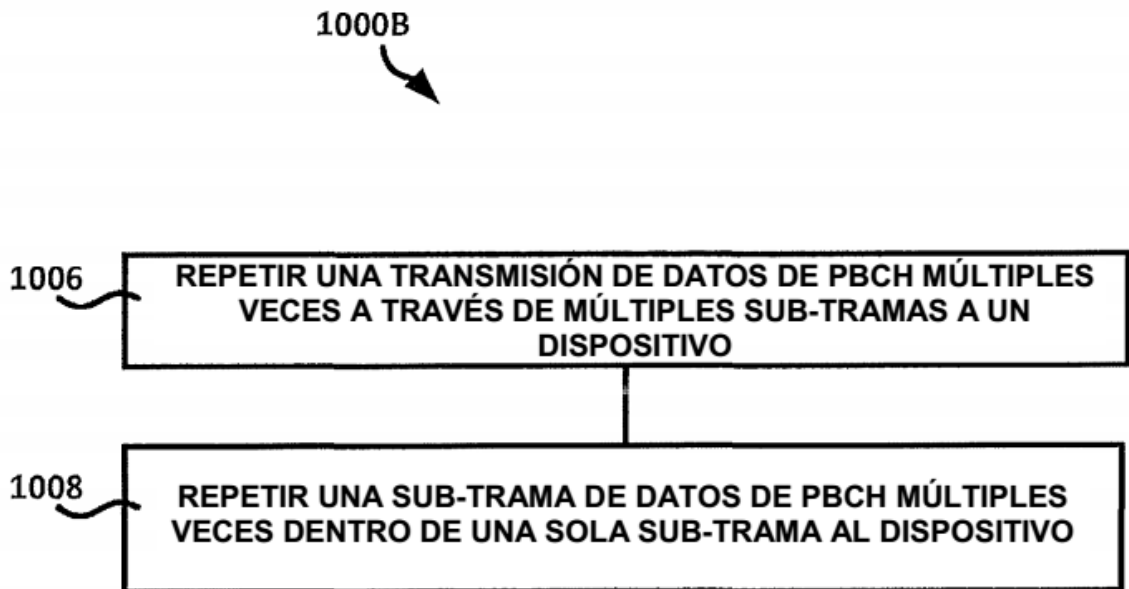 1000B
1006
REPETIR UNA TRANSMISIÓN DE DATOS DE PBCH MÚLTIPLES
VECES A TRAVÉS DE MÚLTIPLES SUB-TRAMAS A UN
DISPOSITIVO
1008
REPETIR UNA SUB-TRAMA DE DATOS DE PBCH MÚLTIPLES
VECES DENTRO DE UNA SOLA SUB-TRAMA AL DISPOSITIVO